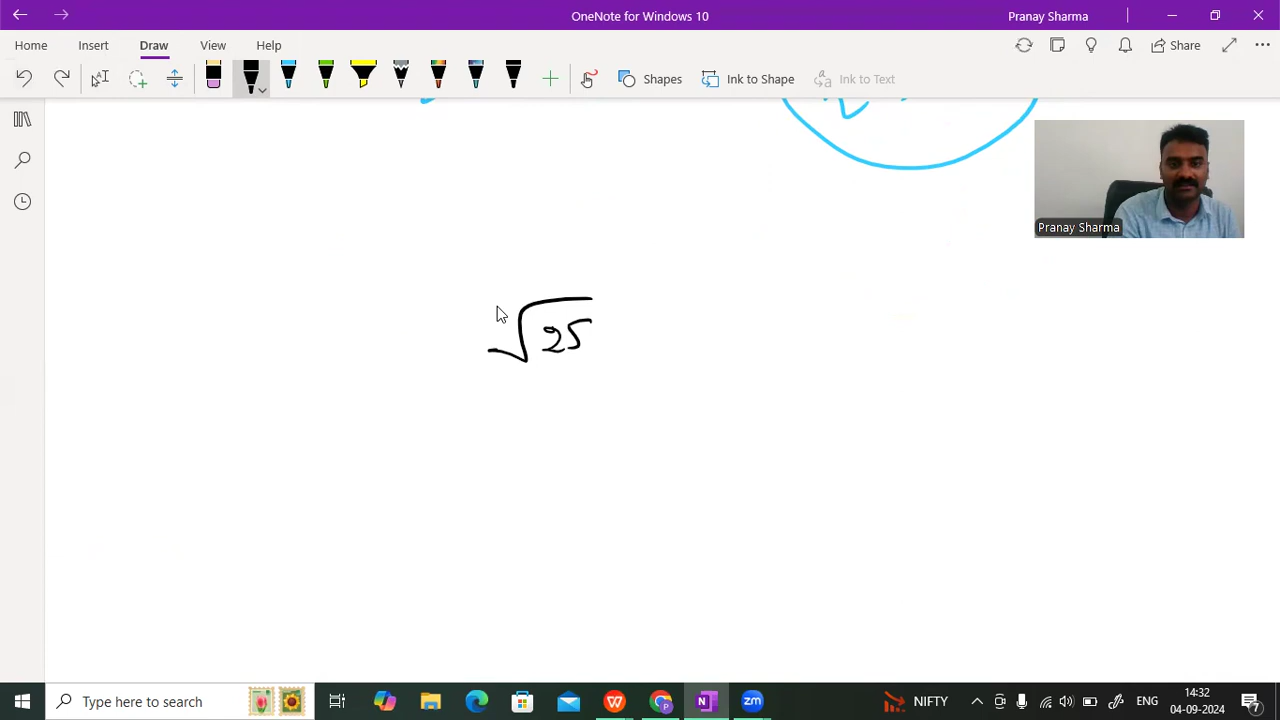 OneNote for Windows 10
Pranay Sharma
Home Insert Draw View Help
Share
Shapes
Ink to Shape
Ink to Text
Pranay Sharma
√25
Type here to search
NIFTY
ENG
14:32
04-09-2024
7